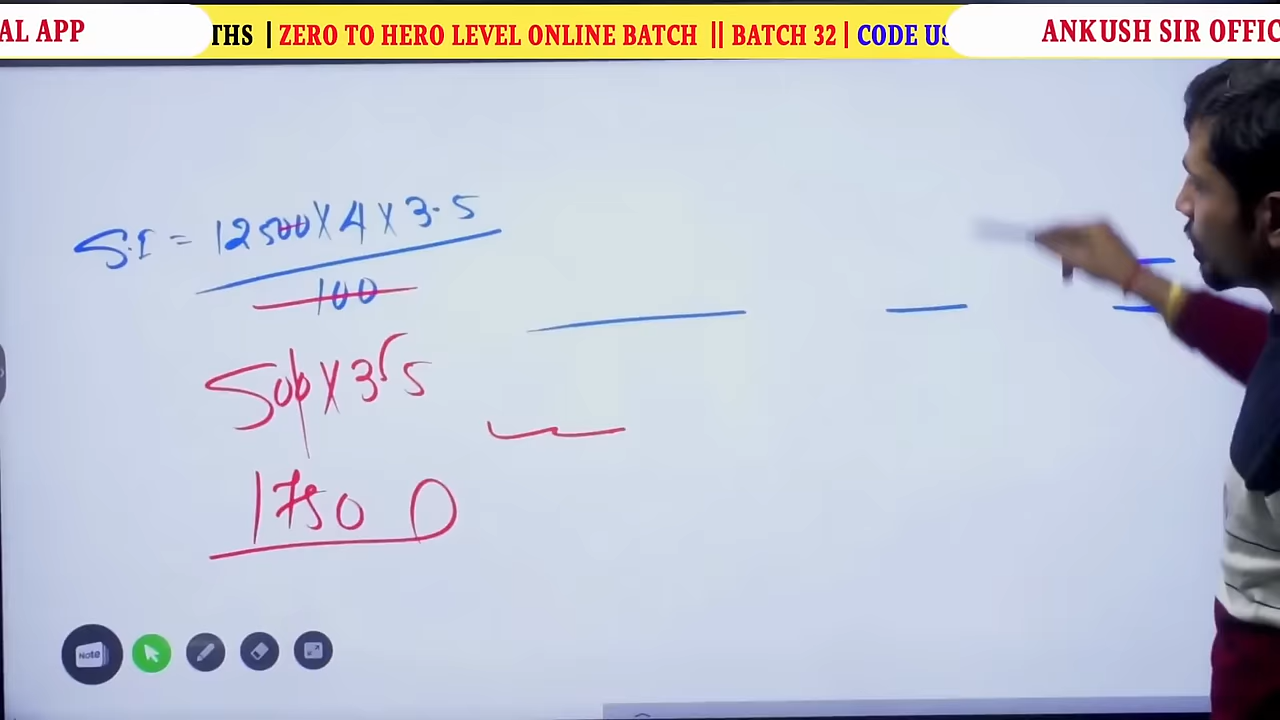 AL APP
THS | ZERO TO HERO LEVEL ONLINE BATCH || BATCH 32 | CODE US
ANKUSH SIR OFFIC
S.I = 12500 X 4 X 3.5
100
500 X 3.5
1750 D
Note